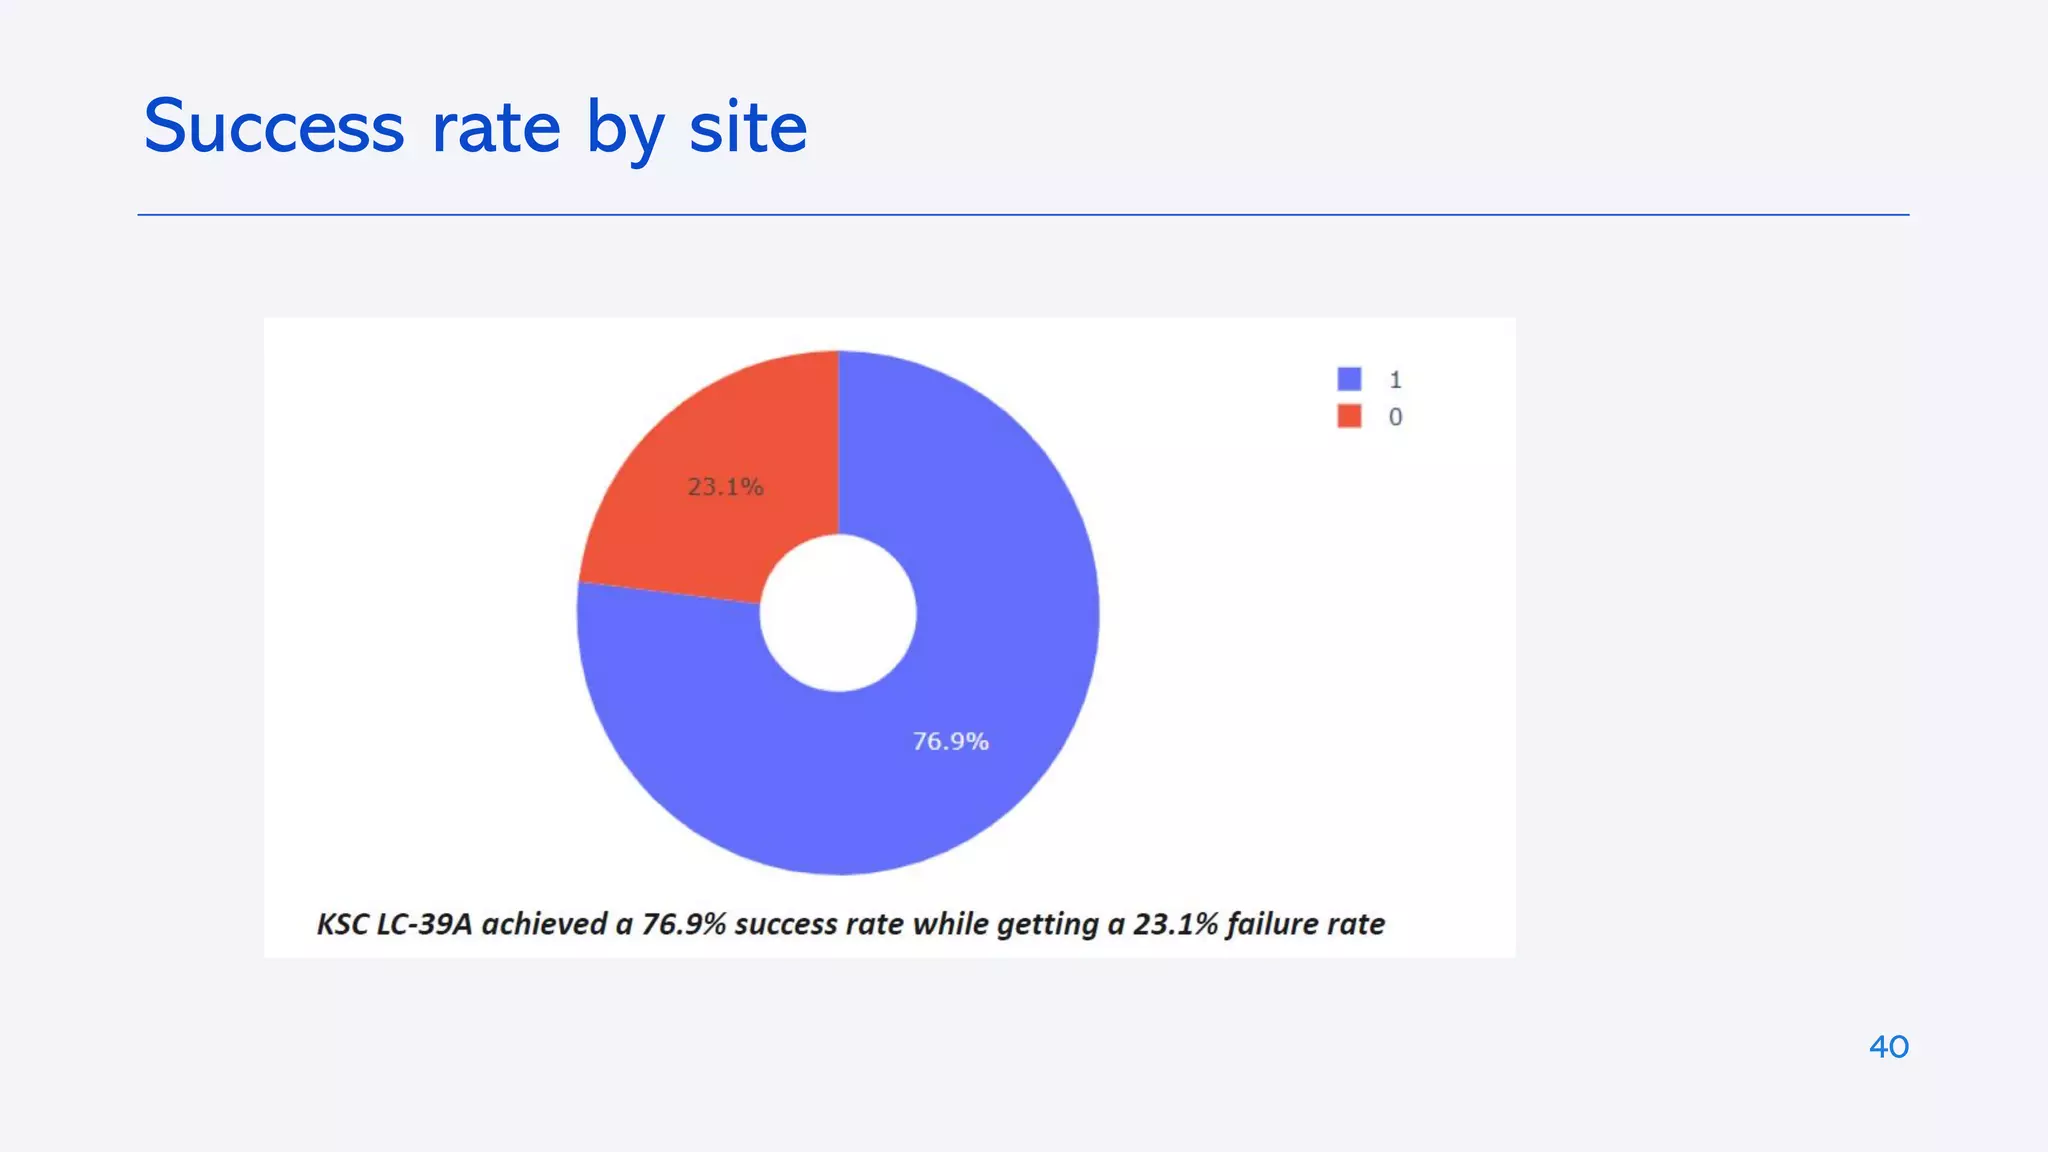 Success rate by site
1
0
23.1%
76.9%
KSC LC-39A achieved a 76.9% success rate while getting a 23.1% failure rate
40